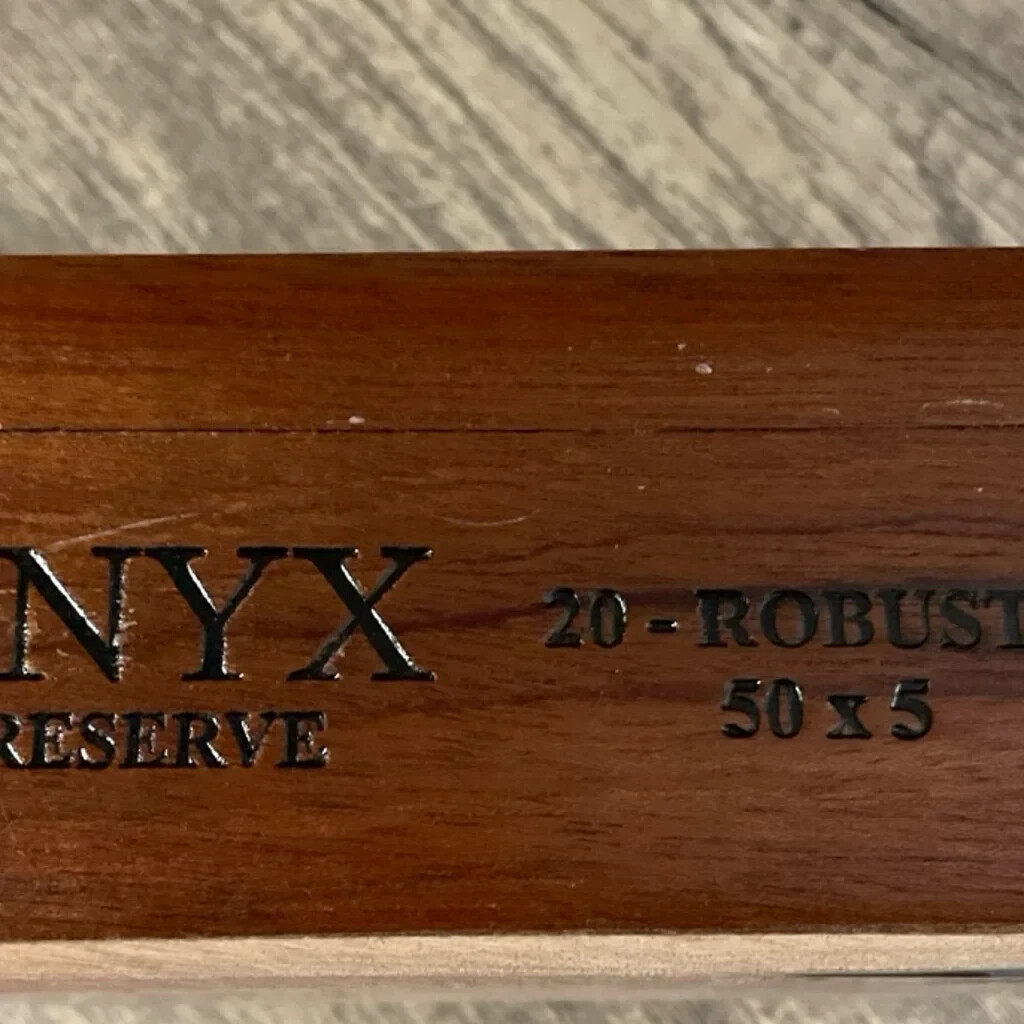 NYX
RESERVE
20 - ROBUST
50 x 5